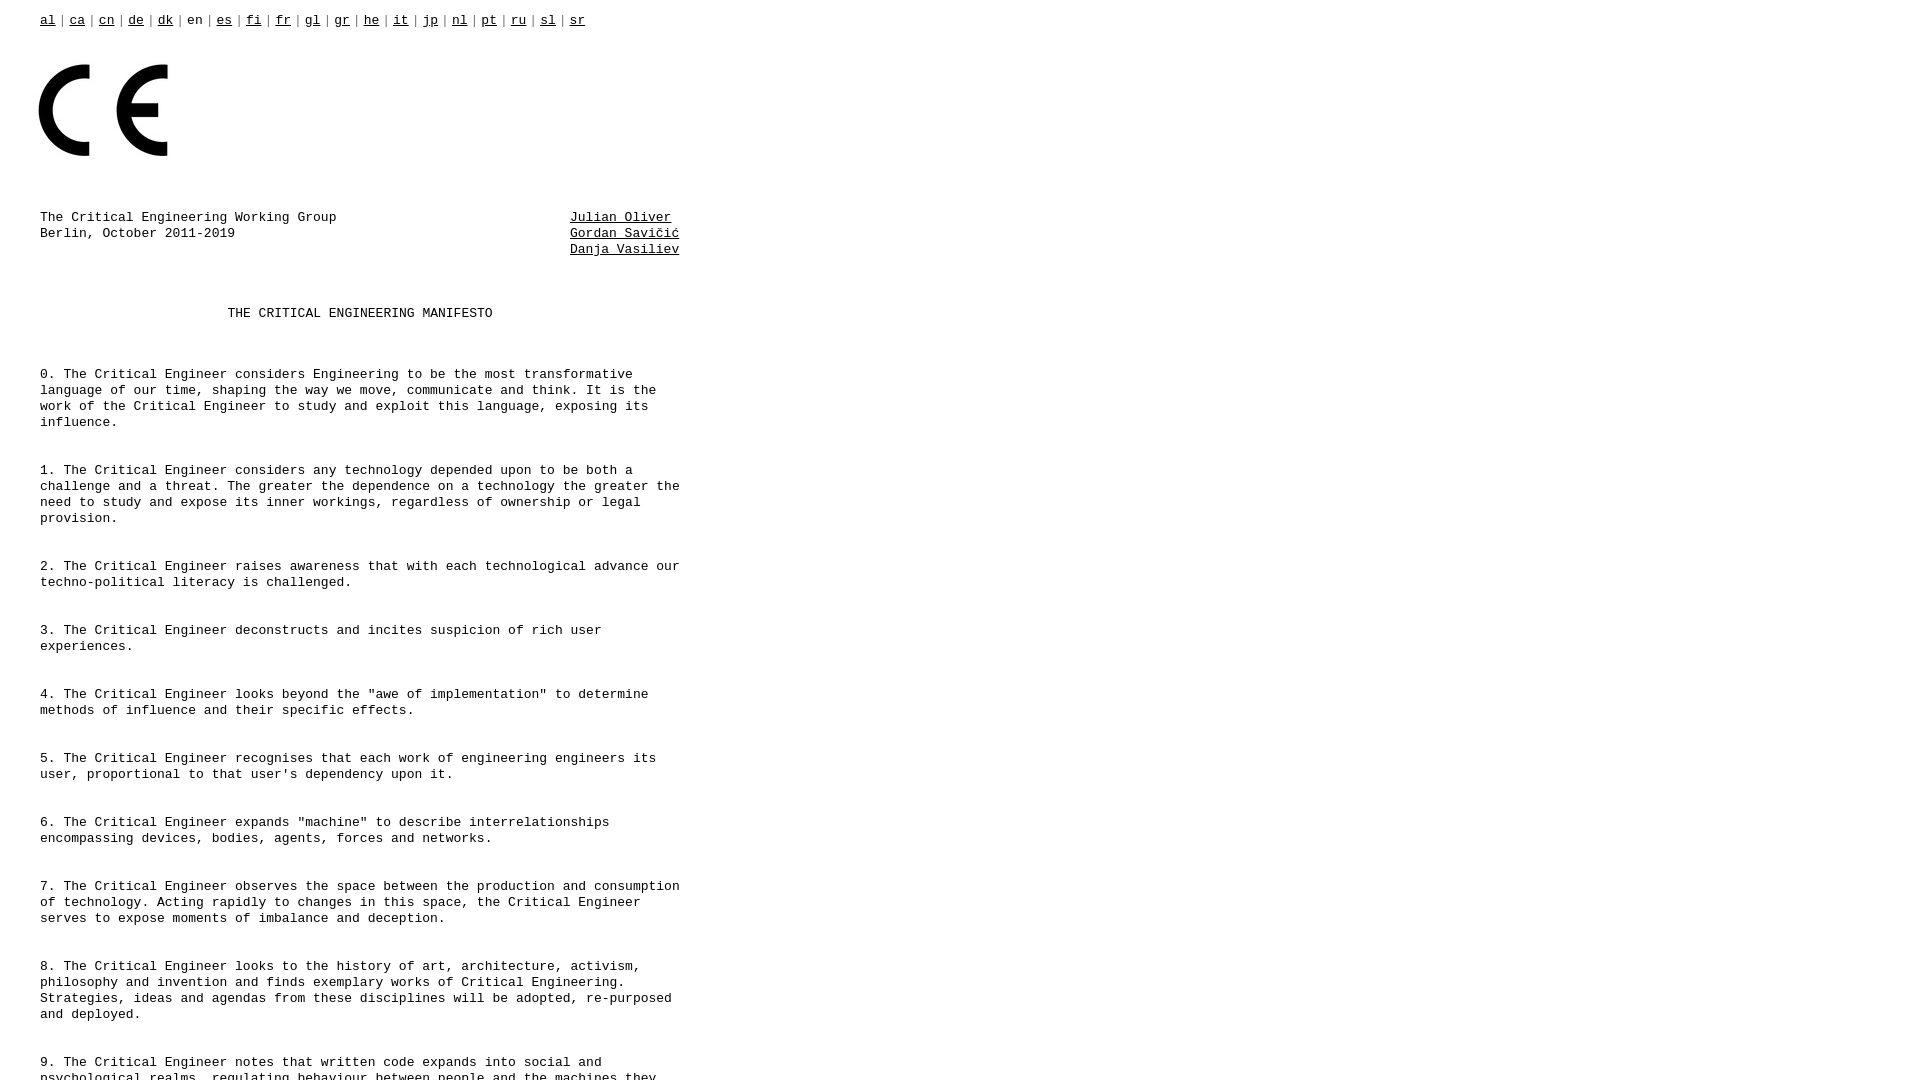 al | ca | cn | de | dk | en | es | fi | fr | gl | gr | he | it | jp | nl | pt | ru | sl | sr
CE
The Critical Engineering Working Group
Berlin, October 2011-2019
Julian Oliver
Gordan Savičić
Danja Vasiliev
THE CRITICAL ENGINEERING MANIFESTO
0. The Critical Engineer considers Engineering to be the most transformative
language of our time, shaping the way we move, communicate and think. It is the
work of the Critical Engineer to study and exploit this language, exposing its
influence.
1. The Critical Engineer considers any technology depended upon to be both a
challenge and a threat. The greater the dependence on a technology the greater the
need to study and expose its inner workings, regardless of ownership or legal
provision.
2. The Critical Engineer raises awareness that with each technological advance our
techno-political literacy is challenged.
3. The Critical Engineer deconstructs and incites suspicion of rich user
experiences.
4. The Critical Engineer looks beyond the "awe of implementation" to determine
methods of influence and their specific effects.
5. The Critical Engineer recognises that each work of engineering engineers its
user, proportional to that user's dependency upon it.
6. The Critical Engineer expands "machine" to describe interrelationships
encompassing devices, bodies, agents, forces and networks.
7. The Critical Engineer observes the space between the production and consumption
of technology. Acting rapidly to changes in this space, the Critical Engineer
serves to expose moments of imbalance and deception.
8. The Critical Engineer looks to the history of art, architecture, activism,
philosophy and invention and finds exemplary works of Critical Engineering.
Strategies, ideas and agendas from these disciplines will be adopted, re-purposed
and deployed.
9. The Critical Engineer notes that written code expands into social and
psychological realms, regulating behaviour between people and the machines they